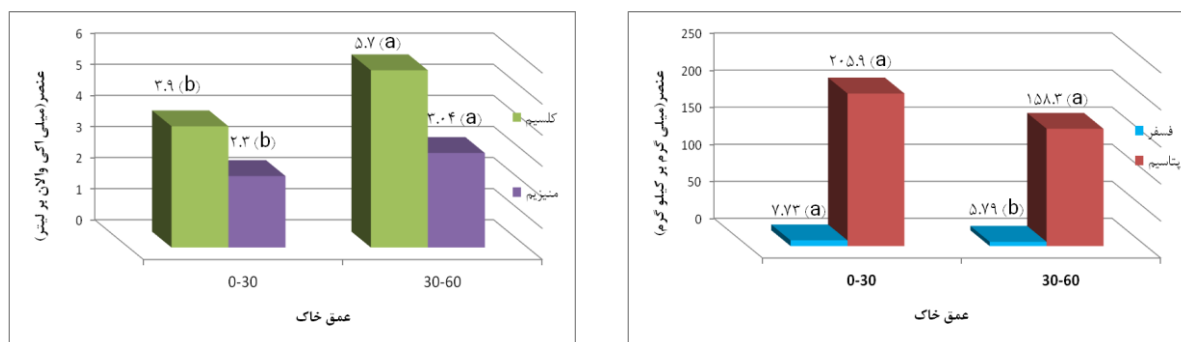 6
5
4
3
2
1
0
عنصر(میلی اکی والان بر لیتر)
۳.۹ (b)
۲.۳ (b)
۵.۷ (a)
۳.۰۴ (a)
کلسیم
منیزیم
0-30
30-60
عمق خاک
250
200
150
100
50
0
عنصر(میلی گرم بر کیلو گرم)
۷.۷۳ (a)
۲۰۵.۹ (a)
۵.۷۹ (b)
۱۵۸.۳ (a)
فسفر
پتاسیم
0-30
30-60
عمق خاک